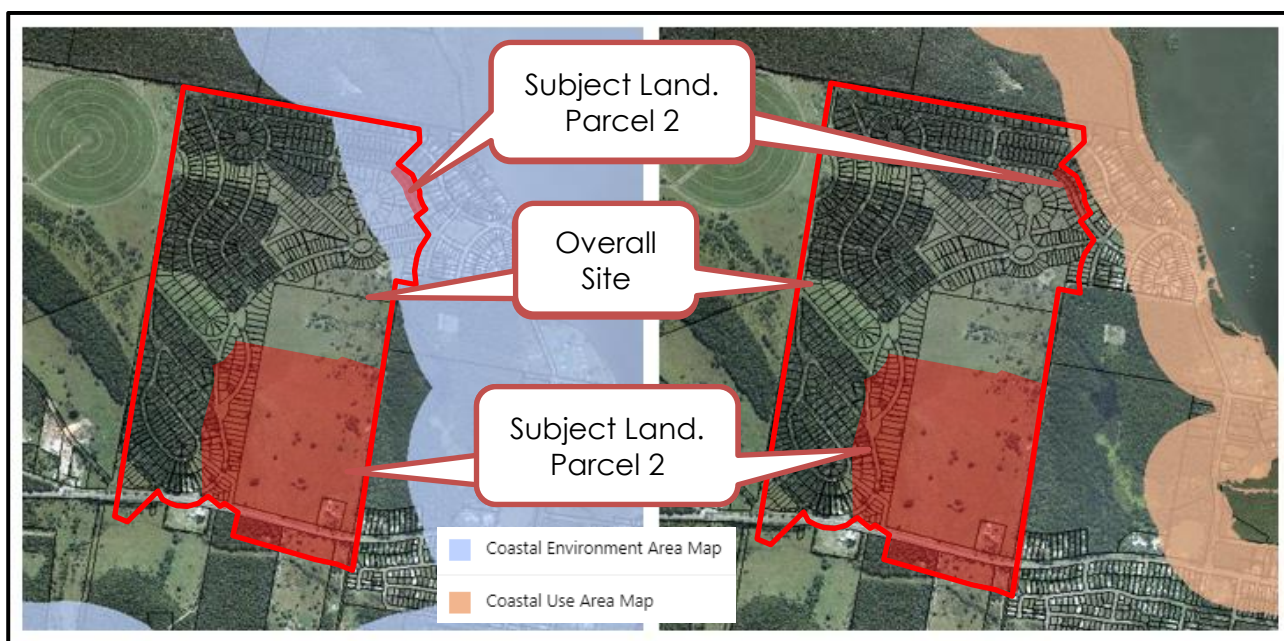 Subject Land.
Parcel 2
Overall
Site
Subject Land.
Parcel 2
Coastal Environment Area Map
Coastal Use Area Map